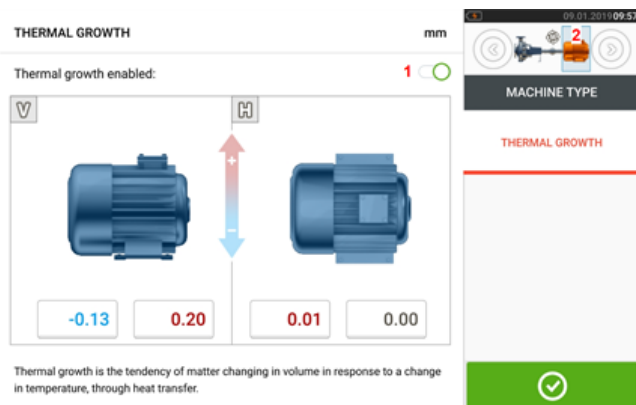 THERMAL GROWTH mm
Thermal growth enabled: 1
V H
+
-
-0.13 0.20 0.01 0.00
Thermal growth is the tendency of matter changing in volume in response to a change
in temperature, through heat transfer.
09.01.2019 09:57
2
MACHINE TYPE
THERMAL GROWTH